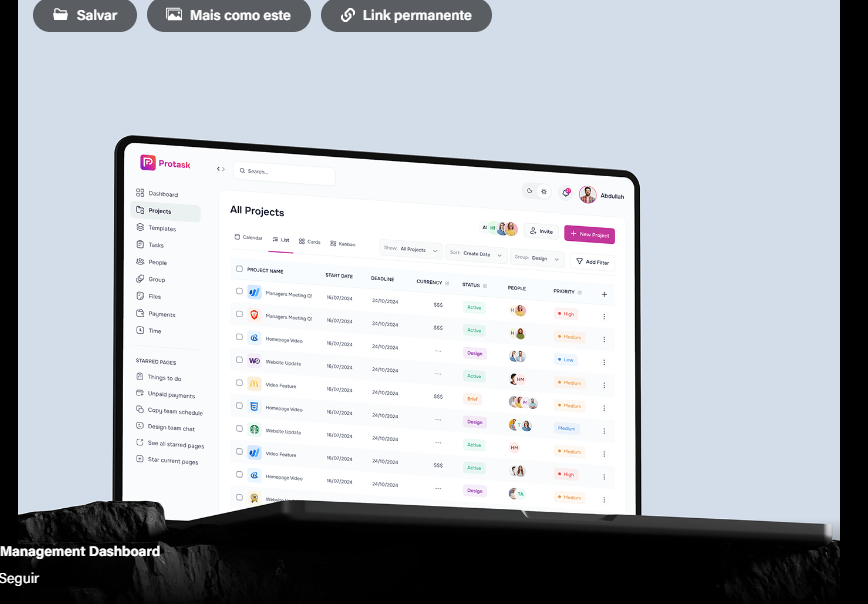 Salvar Mais como este Link permanente
Protask
Search...
Abdullah
Dashboard
Projects
Templates
Tasks
People
Group
Files
Payments
Time
STARRED PAGES
Things to do
Unpaid payments
Copy team schedule
Design team chat
See all starred pages
Star current pages
All Projects
Invite
+ New Project
Calendar List Cards Kanban
Show: All Projects Sort: Create Date Group: Design Add Filter
PROJECT NAME START DATE DEADLINE CURRENCY STATUS PEOPLE PRIORITY +
Managers Meeting Q1 16/07/2024 24/10/2024 $$$ Active High
Managers Meeting Q1 16/07/2024 24/10/2024 $$$ Active Medium
Homepage Video 16/07/2024 24/10/2024 --- Design Low
Website Update 16/07/2024 24/10/2024 --- Active HM Medium
Video Feature 16/07/2024 24/10/2024 $$$ Brief Medium
Homepage Video 16/07/2024 24/10/2024 --- Design Medium
Website Update 16/07/2024 24/10/2024 --- Active HM Medium
Video Feature 16/07/2024 24/10/2024 $$$ Active High
Homepage Video 16/07/2024 24/10/2024 --- Design TA Medium
Management Dashboard
Seguir